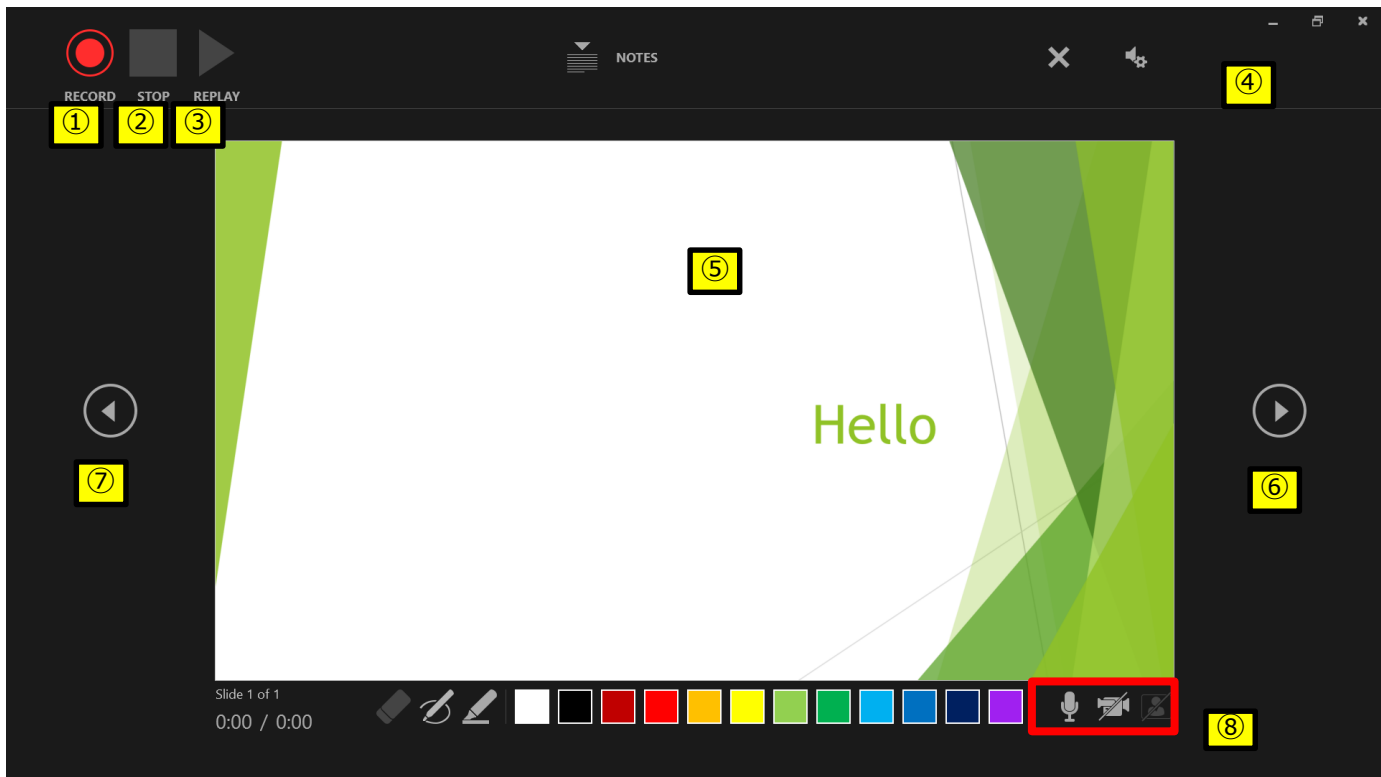 NOTES
RECORD STOP REPLAY
④
① ② ③
⑤
Hello
⑦
⑥
Slide 1 of 1
0:00 / 0:00
⑧